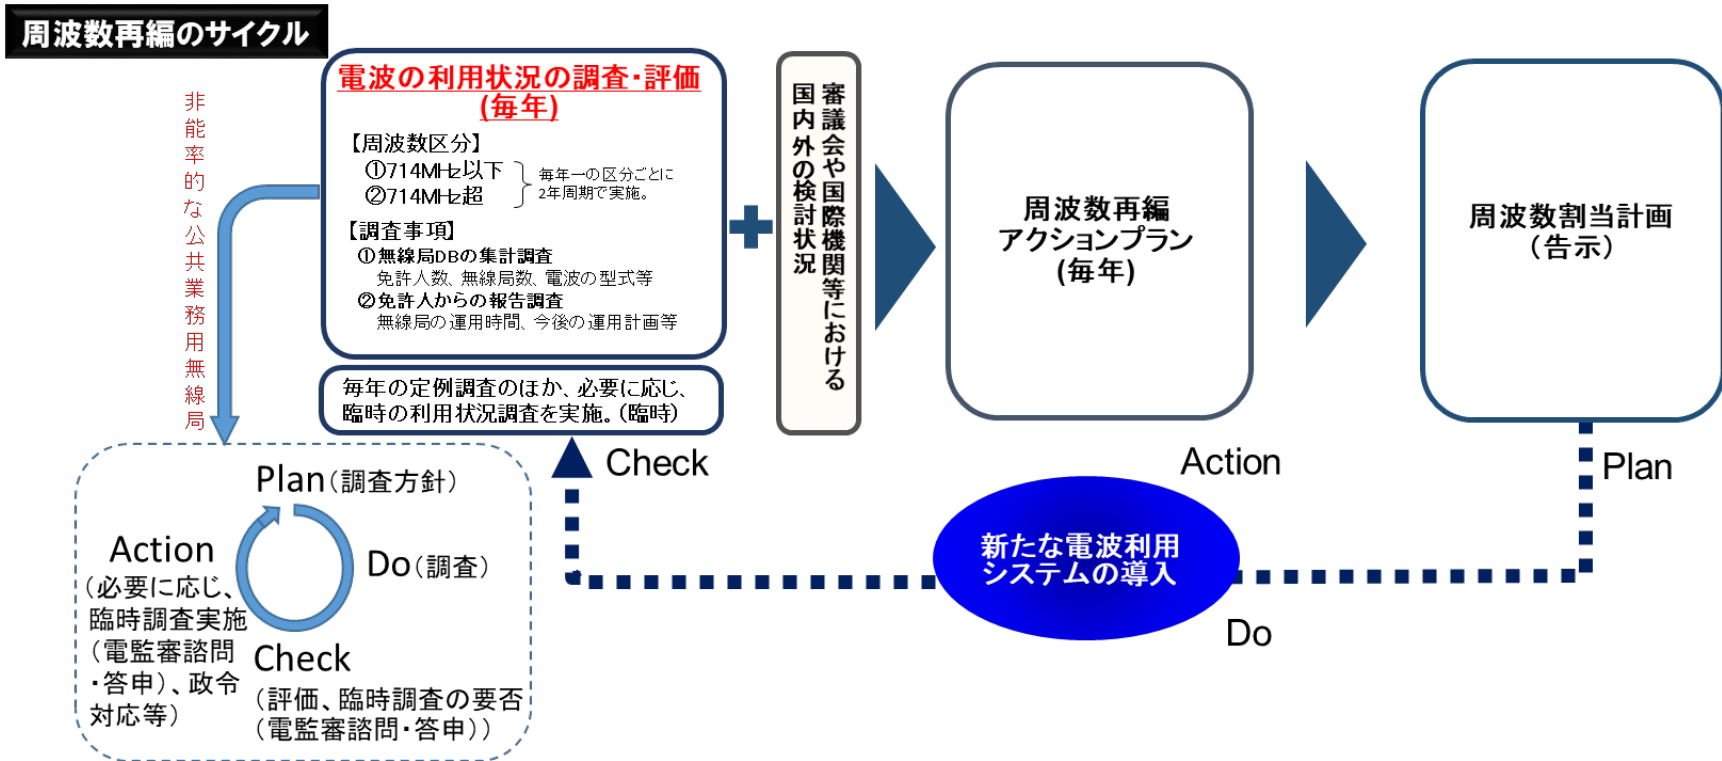 周波数再編のサイクル
非能率的な公共業務用無線局
電波の利用状況の調査・評価
(毎年)
【周波数区分】
①714MHz以下
②714MHz超
毎年一の区分ごとに
2年周期で実施。
【調査事項】
①無線局DBの集計調査
免許人数、無線局数、電波の型式等
②免許人からの報告調査
無線局の運用時間、今後の運用計画等
毎年の定例調査のほか、必要に応じ、
臨時の利用状況調査を実施。（臨時）
審議会や国際機関等における
国内外の検討状況
周波数再編
アクションプラン
(毎年)
周波数割当計画
（告示）
Check
Action
Plan
新たな電波利用
システムの導入
Do
Plan（調査方針）
Do（調査）
Check
（評価、臨時調査の要否
（電監審諮問・答申））
Action
（必要に応じ、
臨時調査実施
（電監審諮問
・答申）、政令
対応等）